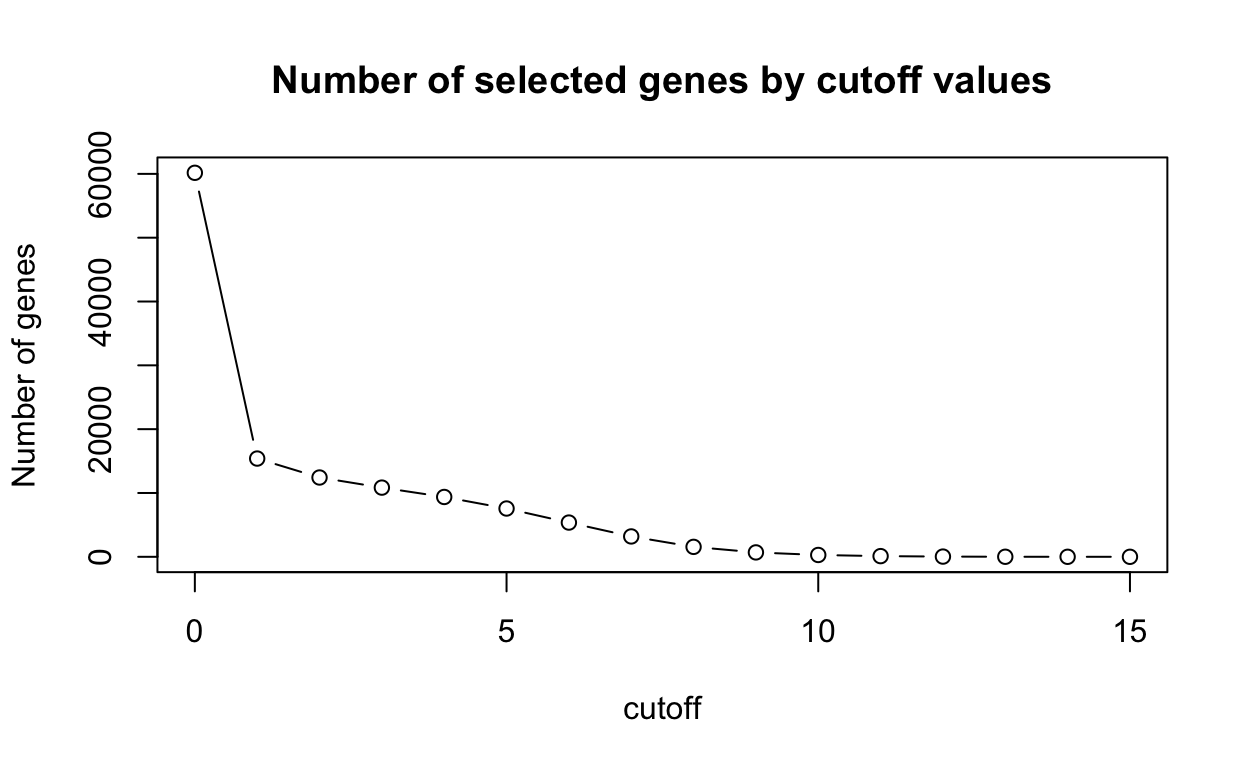 Number of selected genes by cutoff values
Number of genes
60000
40000
20000
0
0 5 10 15
cutoff